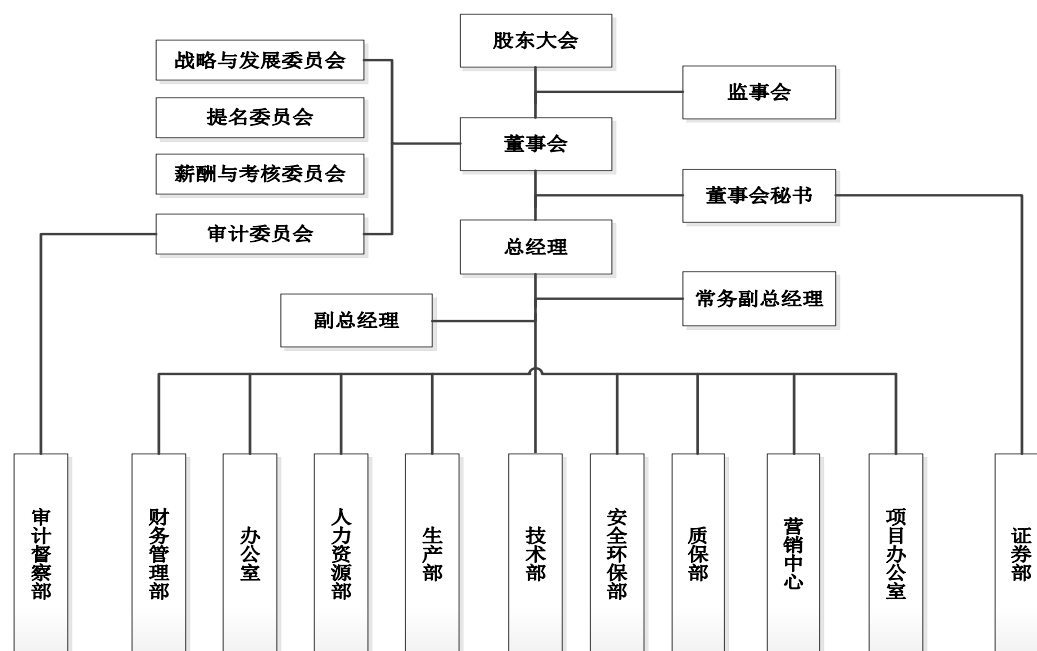 股东大会
战略与发展委员会
监事会
提名委员会
董事会
薪酬与考核委员会
董事会秘书
审计委员会
总经理
常务副总经理
副总经理
审计督察部
财务管理部
办公室
人力资源部
生产部
技术部
安全环保部
质保部
营销中心
项目办公室
证券部